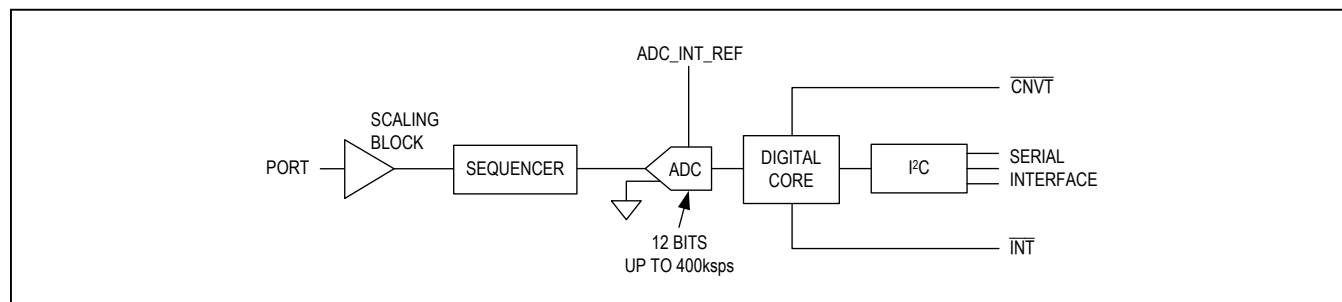 ADC_INT_REF
CNVT
SCALING
BLOCK
PORT
SEQUENCER
ADC
DIGITAL
CORE
I²C
SERIAL
INTERFACE
12 BITS
UP TO 400ksps
INT